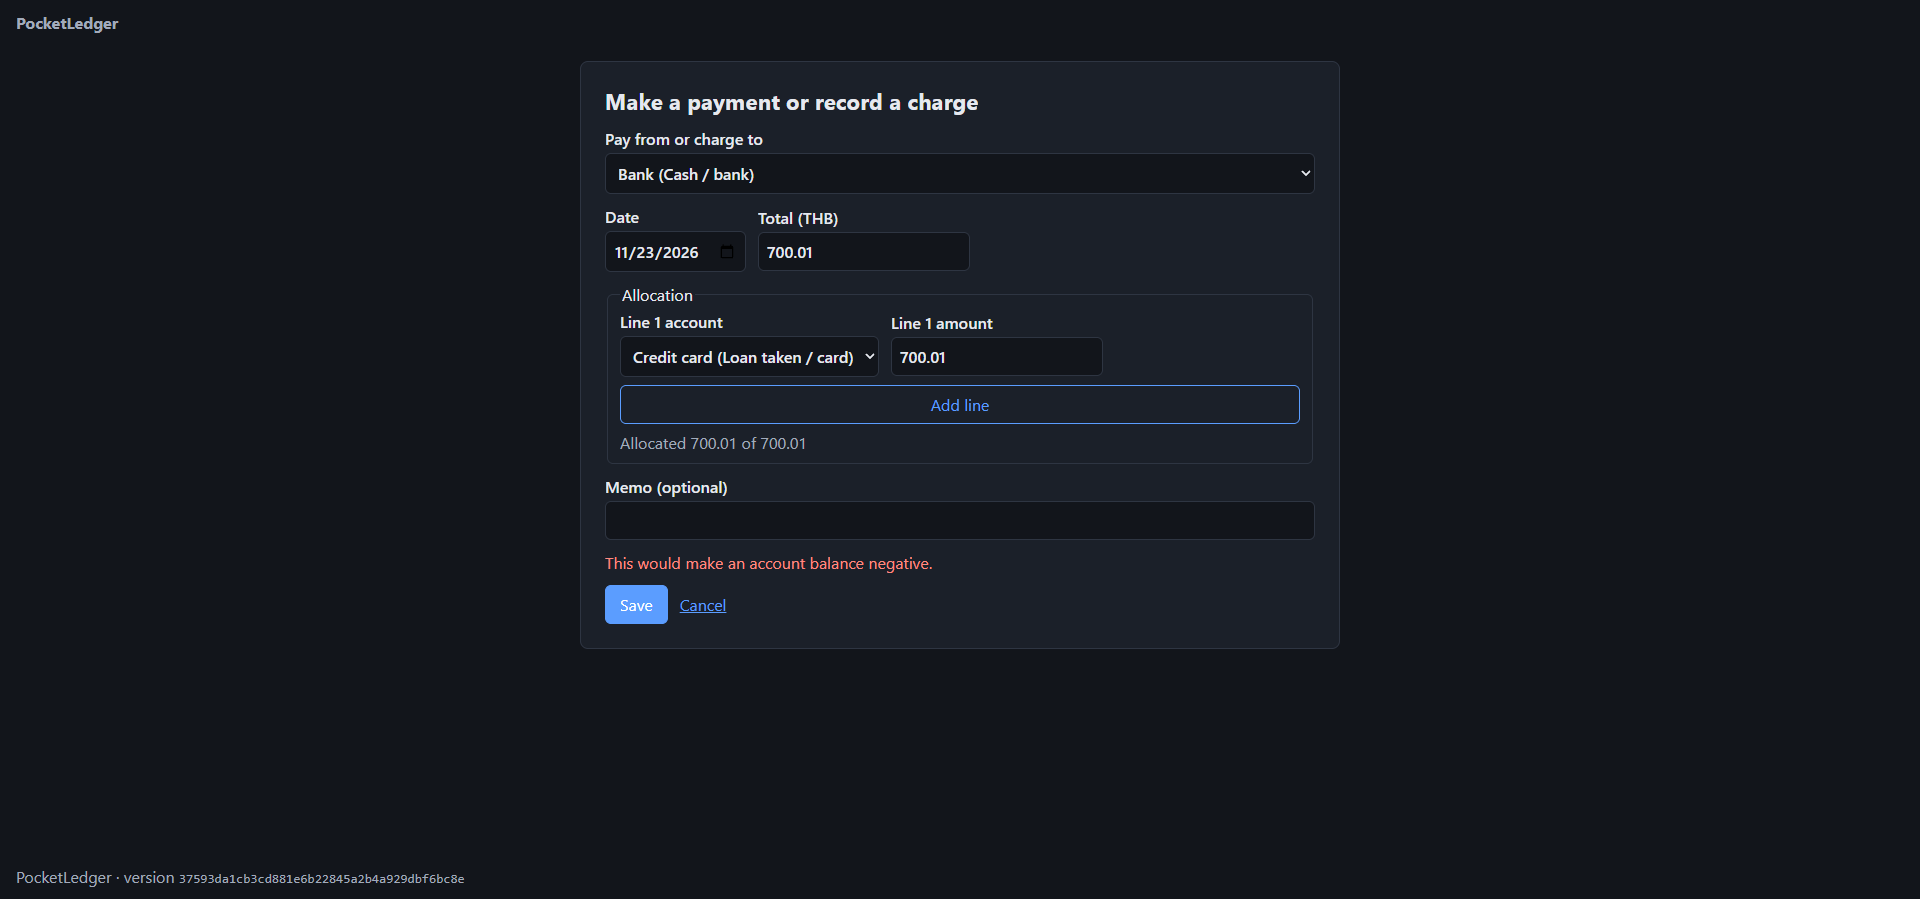 PocketLedger
Make a payment or record a charge
Pay from or charge to
Bank (Cash / bank)
Date
Total (THB)
11/23/2026
700.01
Allocation
Line 1 account
Line 1 amount
Credit card (Loan taken / card)
700.01
Add line
Allocated 700.01 of 700.01
Memo (optional)
This would make an account balance negative.
Save Cancel
PocketLedger · version 37593da1cb3cd881e6b22845a2b4a929dbf6bc8e